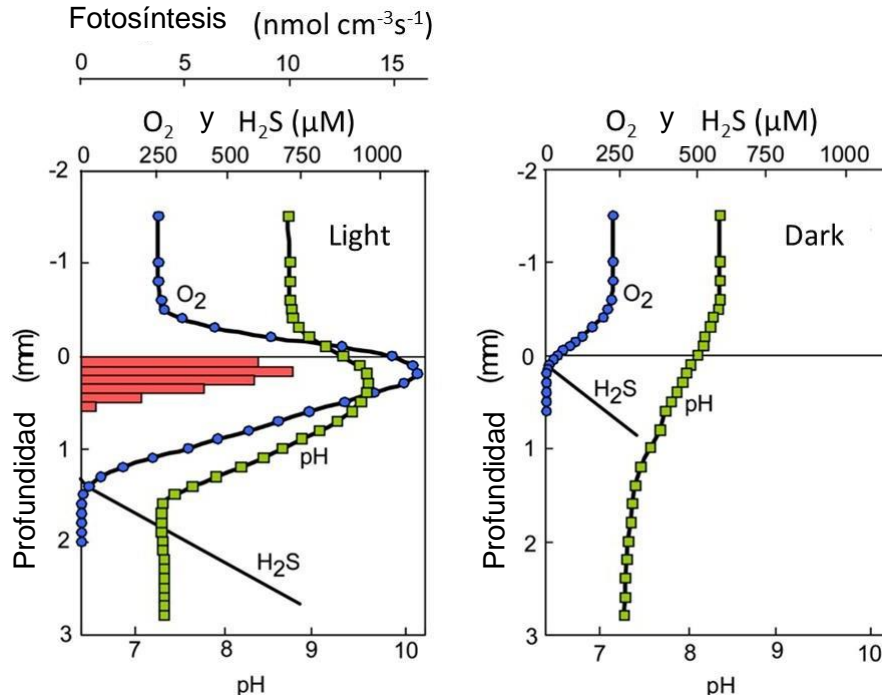 Fotosíntesis (nmol cm⁻³s⁻¹)
0 5 10 15
O₂ y H₂S (μM)
0 250 500 750 1000
-2
-1
0
1
2
3
Profundidad (mm)
Light
O₂
pH
H₂S
7 8 9 10
pH
O₂ y H₂S (μM)
0 250 500 750 1000
-2
-1
0
1
2
3
Profundidad (mm)
Dark
O₂
H₂S
pH
7 8 9 10
pH